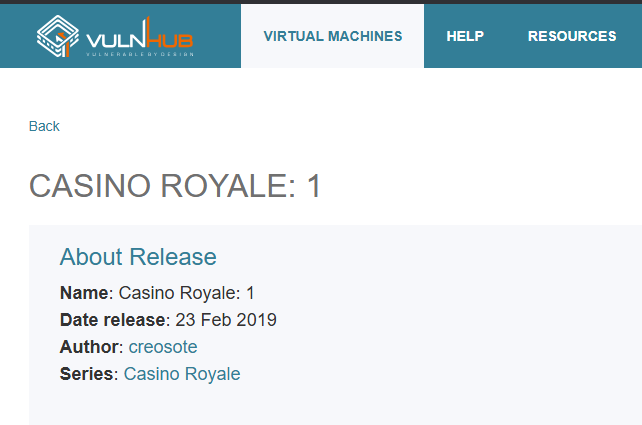 VULNHUB
VULNERABLE BY DESIGN
VIRTUAL MACHINES
HELP
RESOURCES
Back
CASINO ROYALE: 1
About Release
Name: Casino Royale: 1
Date release: 23 Feb 2019
Author: creosote
Series: Casino Royale